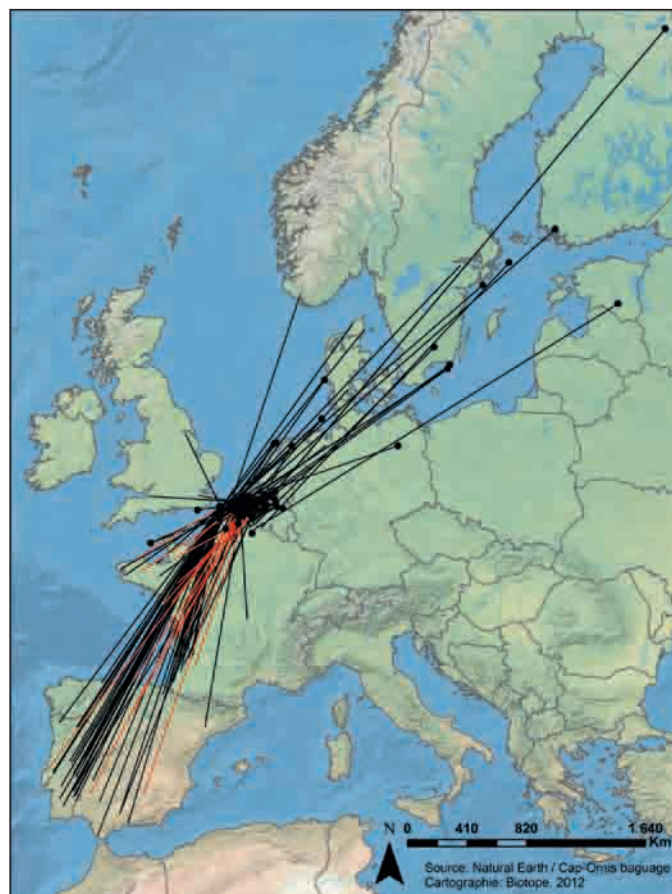 N
0 410 820 1.640
Km
Source: Natural Earth / Cap-Ornis baguage
Cartographie: Biotope, 2012